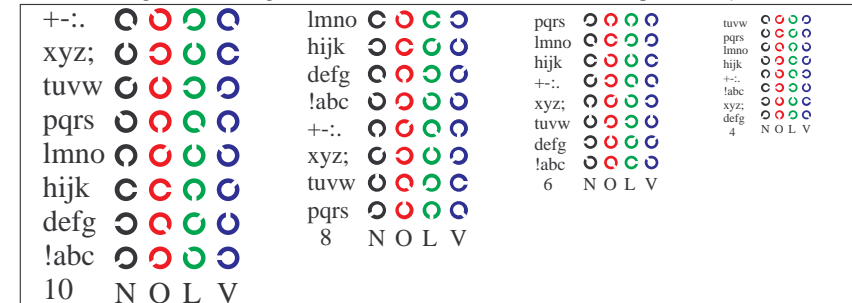 +-:.
xyz;
tuvw
pqrs
lmno
hijk
defg
!abc
10 N O L V
lmno
hijk
defg
!abc
+-:.
xyz;
tuvw
pqrs
8 N O L V
pqrs
lmno
hijk
+-:.
xyz;
tuvw
defg
!abc
6 N O L V
tuvw
pqrs
lmno
hijk
+-:.
!abc
xyz;
defg
4 N O L V